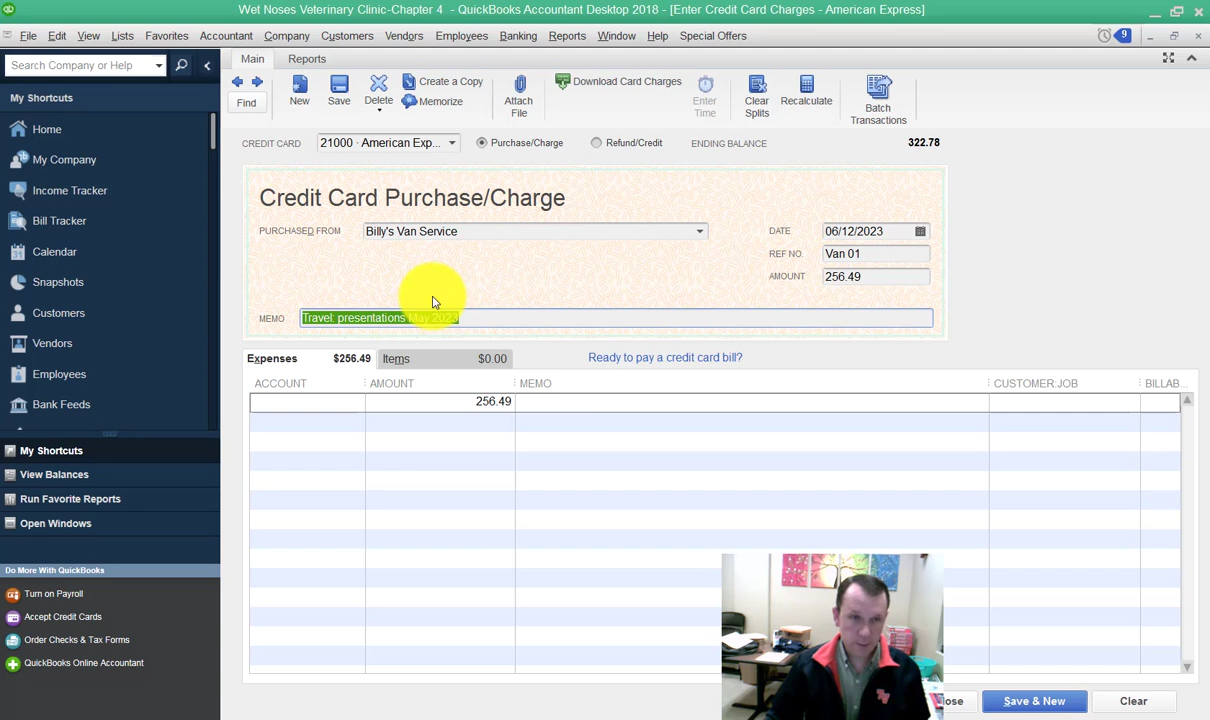 Wet Noses Veterinary Clinic-Chapter 4 - QuickBooks Accountant Desktop 2018 - [Enter Credit Card Charges - American Express]
File Edit View Lists Favorites Accountant Company Customers Vendors Employees Banking Reports Window Help Special Offers 9
Search Company or Help
My Shortcuts
Home
My Company
Income Tracker
Bill Tracker
Calendar
Snapshots
Customers
Vendors
Employees
Bank Feeds
My Shortcuts
View Balances
Run Favorite Reports
Open Windows
Do More With QuickBooks
Turn on Payroll
Accept Credit Cards
Order Checks & Tax Forms
QuickBooks Online Accountant
Main Reports
Find
New
Save
Delete
Create a Copy
Memorize
Attach
File
Download Card Charges
Enter
Time
Clear
Splits
Recalculate
Batch
Transactions
CREDIT CARD 21000 · American Exp... Purchase/Charge Refund/Credit ENDING BALANCE 322.78
Credit Card Purchase/Charge
PURCHASED FROM Billy's Van Service DATE 06/12/2023
REF NO. Van 01
AMOUNT 256.49
MEMO Travel: presentations May 2023
Expenses $256.49 Items $0.00 Ready to pay a credit card bill?
ACCOUNT AMOUNT MEMO CUSTOMER:JOB BILLAB...
256.49
lose Save & New Clear